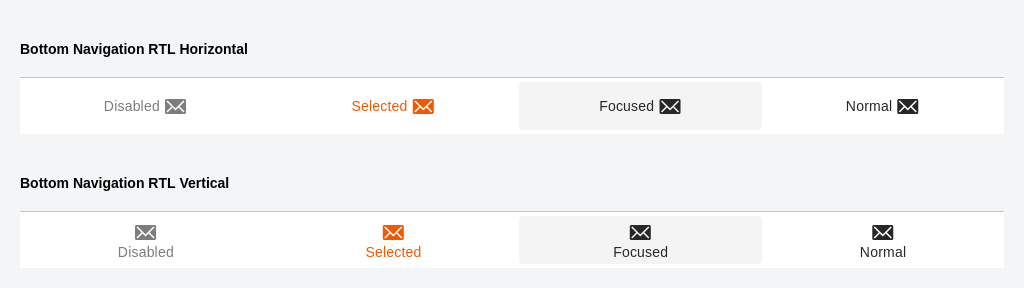 Bottom Navigation RTL Horizontal
Disabled Selected Focused Normal
Bottom Navigation RTL Vertical
Disabled Selected Focused Normal